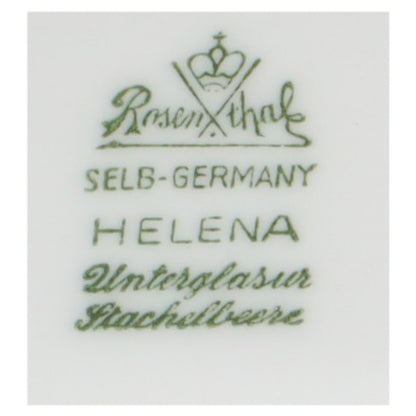 Rosenthal
SELB-GERMANY
HELENA
Unterglasur
Stachelbeere